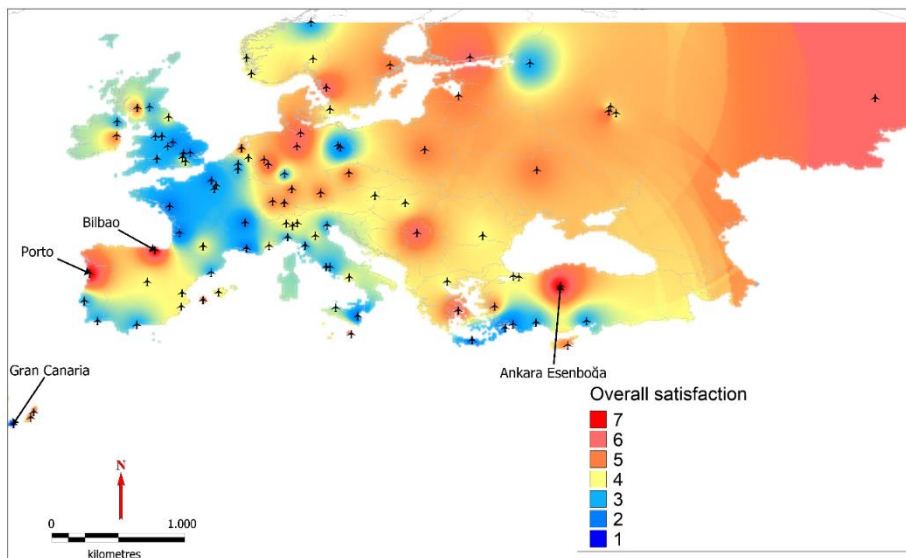 Bilbao
Porto
Gran Canaria
Ankara Esenboğa
Overall satisfaction
7
6
5
4
3
2
1
N
0 1.000
kilometres